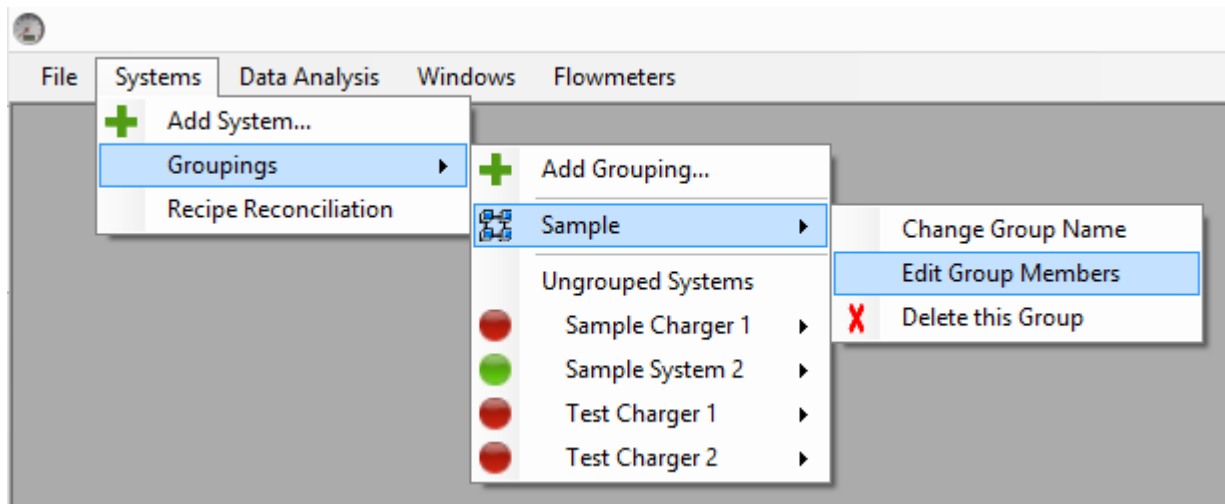 File Systems Data Analysis Windows Flowmeters
Add System...
Groupings
Recipe Reconciliation
Add Grouping...
Sample
Ungrouped Systems
Sample Charger 1
Sample System 2
Test Charger 1
Test Charger 2
Change Group Name
Edit Group Members
Delete this Group